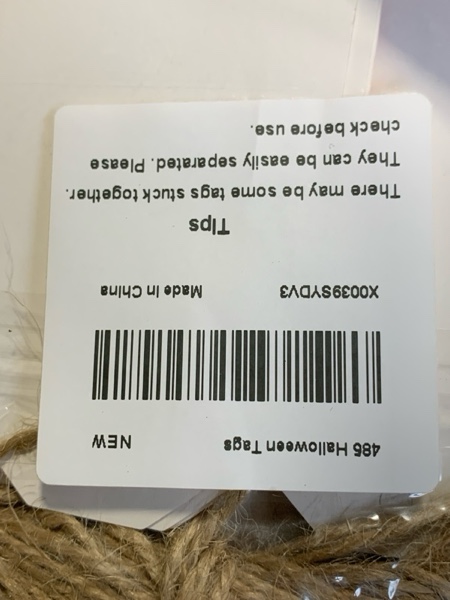 486 Halloween Tags NEW
X0039SYDV3 Made In China
Tips
There may be some tags stuck together.
They can be easily separated. Please
check before use.